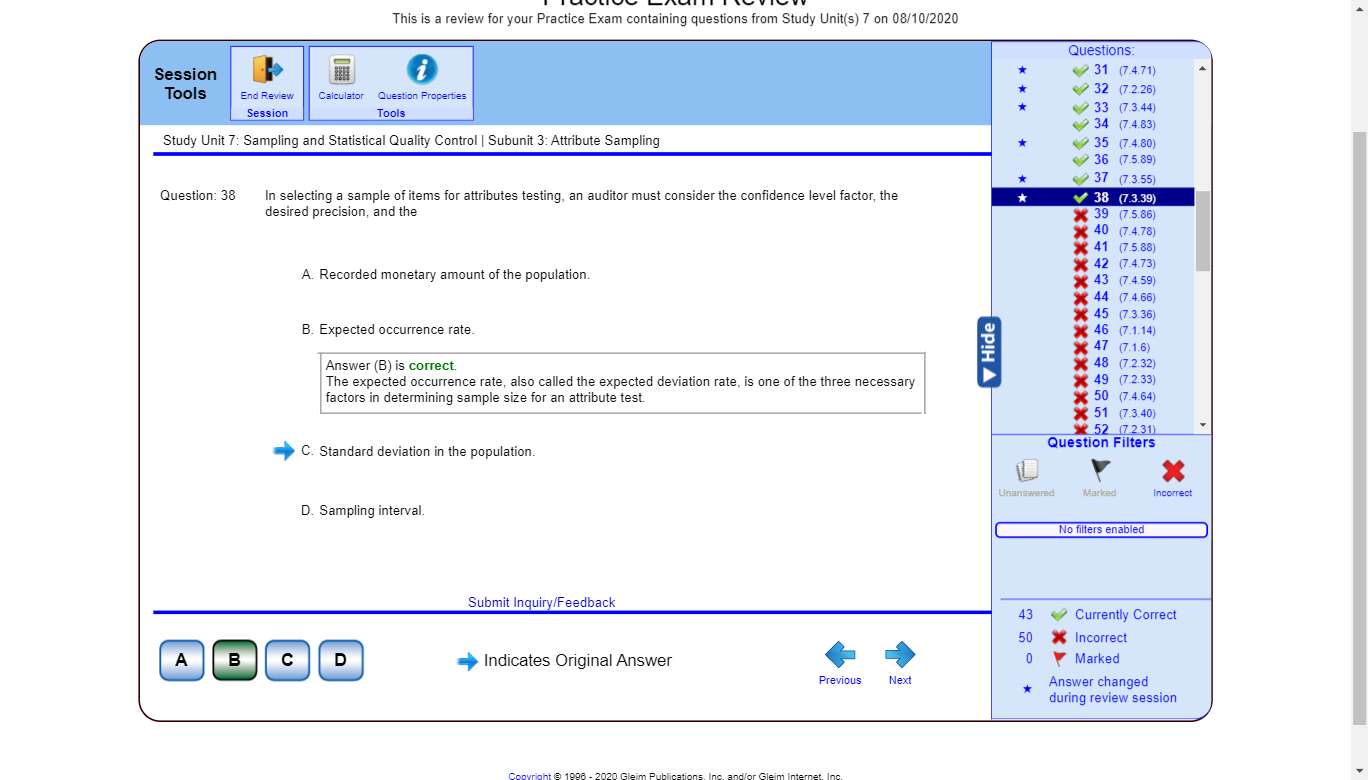 Practice Exam Review
This is a review for your Practice Exam containing questions from Study Unit(s) 7 on 08/10/2020
Session
Tools
End Review
Session
Calculator
Question Properties
Tools
Study Unit 7: Sampling and Statistical Quality Control | Subunit 3: Attribute Sampling
Question: 38
In selecting a sample of items for attributes testing, an auditor must consider the confidence level factor, the
desired precision, and the
A. Recorded monetary amount of the population.
B. Expected occurrence rate.
Answer (B) is correct.
The expected occurrence rate, also called the expected deviation rate, is one of the three necessary
factors in determining sample size for an attribute test.
C. Standard deviation in the population.
D. Sampling interval.
Submit Inquiry/Feedback
A B C D
Indicates Original Answer
Previous
Next
Hide
Questions:
31 (7.4.71)
32 (7.2.26)
33 (7.3.44)
34 (7.4.83)
35 (7.4.80)
36 (7.5.89)
37 (7.3.55)
38 (7.3.39)
39 (7.5.86)
40 (7.4.78)
41 (7.5.88)
42 (7.4.73)
43 (7.4.59)
44 (7.4.66)
45 (7.3.36)
46 (7.1.14)
47 (7.1.6)
48 (7.2.32)
49 (7.2.33)
50 (7.4.64)
51 (7.3.40)
52 (7.2.31)
Question Filters
Unanswered
Marked
Incorrect
No filters enabled
43 Currently Correct
50 Incorrect
0 Marked
Answer changed
during review session
Copyright © 1996 - 2020 Gleim Publications, Inc. and/or Gleim Internet, Inc.